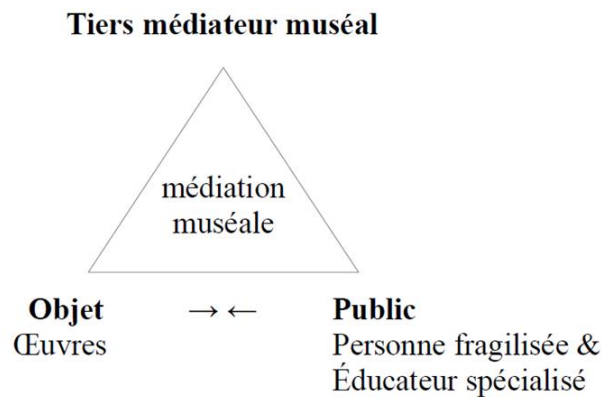 Tiers médiateur muséal
médiation
muséale
Objet → ← Public
Œuvres Personne fragilisée &
Éducateur spécialisé